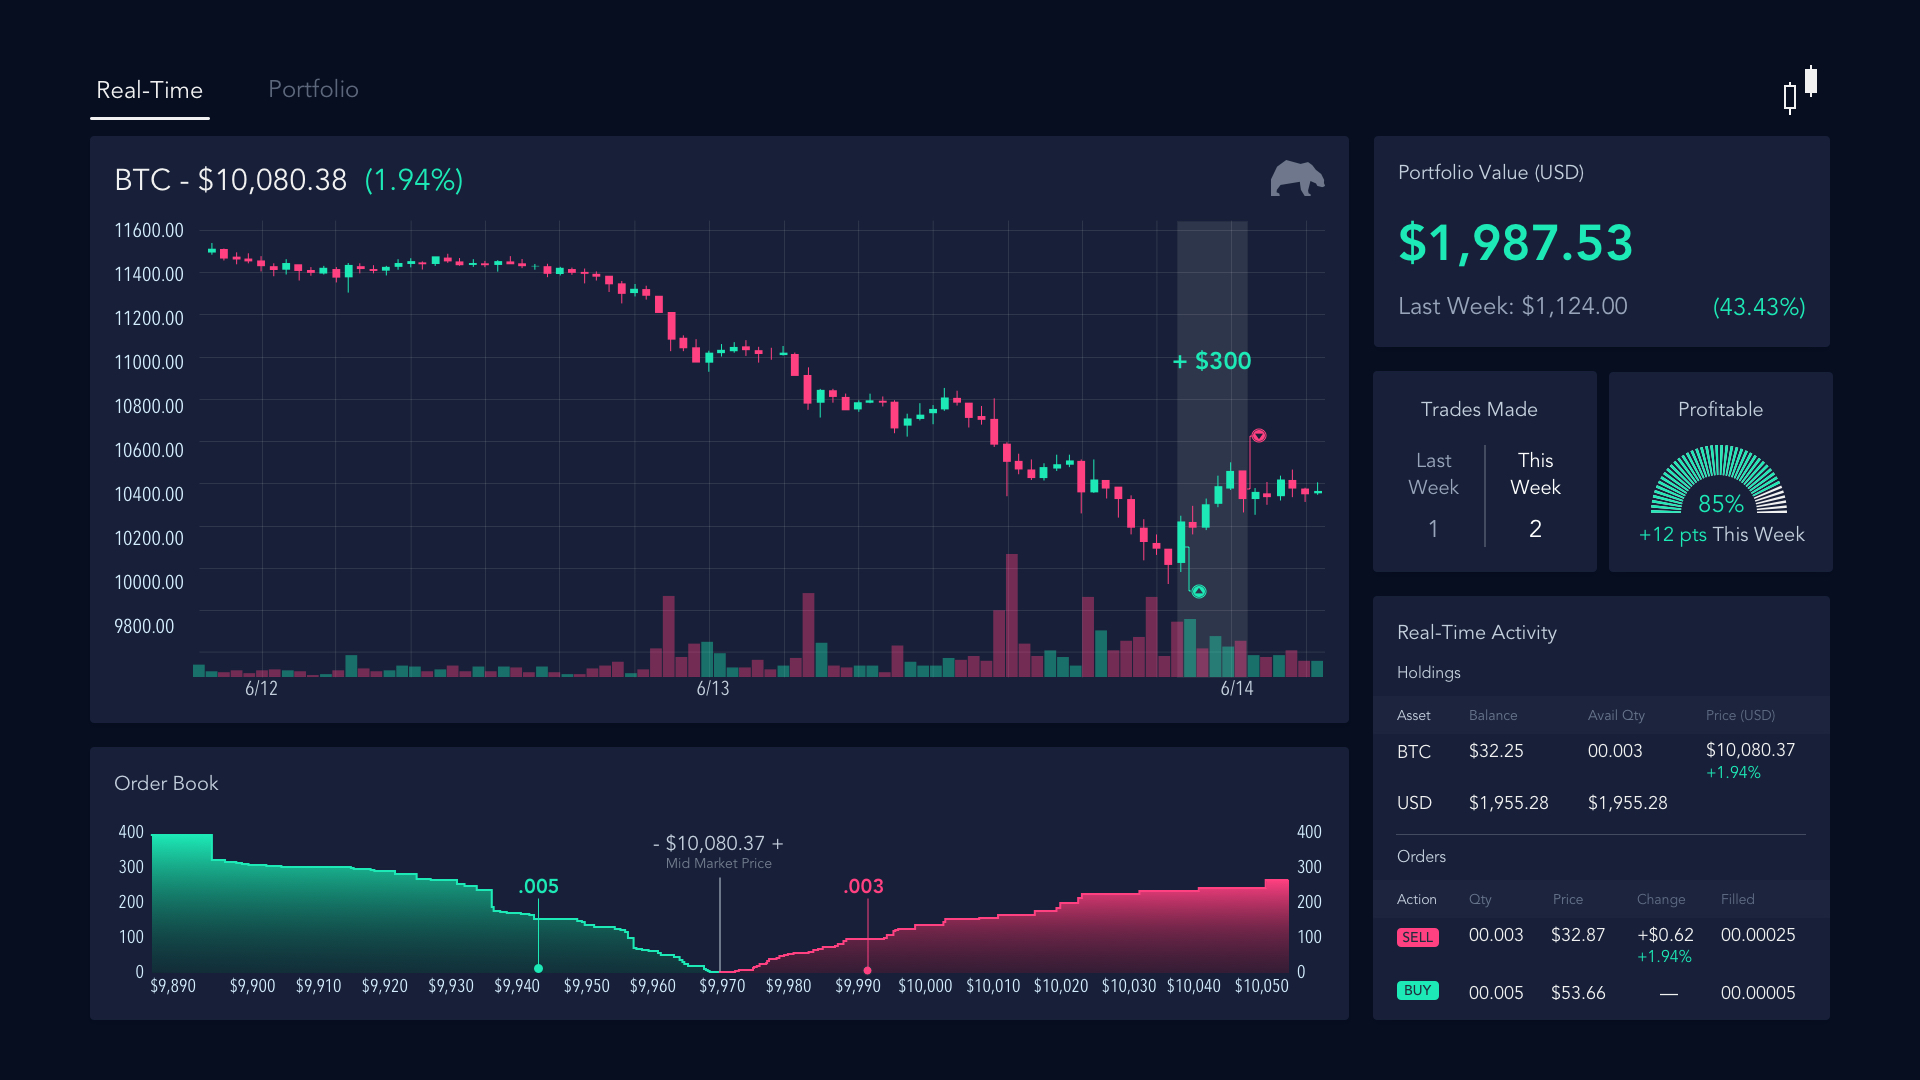 Real-Time
Portfolio
BTC - $10,080.38 (1.94%)
11600.00
11400.00
11200.00
11000.00
10800.00
10600.00
10400.00
10200.00
10000.00
9800.00
+ $300
6/12 6/13 6/14
Order Book
- $10,080.37 +
Mid Market Price
.005
.003
400
300
200
100
0
400
300
200
100
0
$9,890 $9,900 $9,910 $9,920 $9,930 $9,940 $9,950 $9,960 $9,970 $9,980 $9,990 $10,000 $10,010 $10,020 $10,030 $10,040 $10,050
Portfolio Value (USD)
$1,987.53
Last Week: $1,124.00 (43.43%)
Trades Made
Last
Week
1
This
Week
2
Profitable
85%
+12 pts This Week
Real-Time Activity
Holdings
Asset Balance Avail Qty Price (USD)
BTC $32.25 00.003 $10,080.37
+1.94%
USD $1,955.28 $1,955.28
Orders
Action Qty Price Change Filled
SELL 00.003 $32.87 +$0.62 00.00025
+1.94%
BUY 00.005 $53.66 — 00.00005